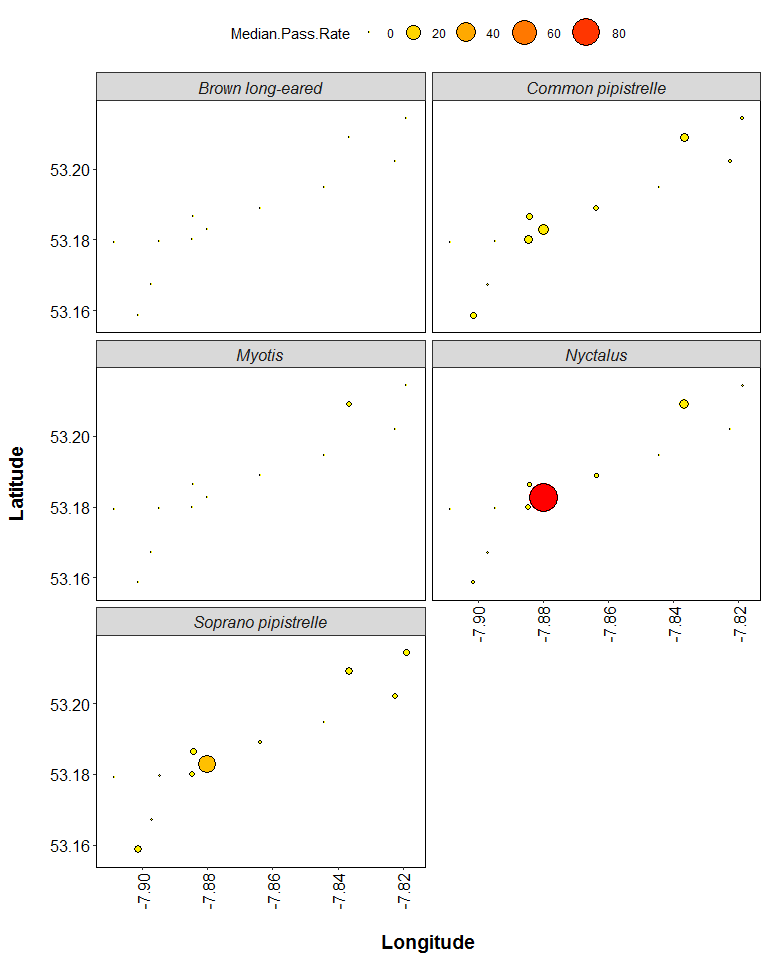 Median.Pass.Rate 0 20 40 60 80
Brown long-eared
Common pipistrelle
53.20
53.18
53.16
Myotis
Nyctalus
53.20
53.18
53.16
-7.90
-7.88
-7.86
-7.84
-7.82
Soprano pipistrelle
53.20
53.18
53.16
-7.90
-7.88
-7.86
-7.84
-7.82
Latitude
Longitude